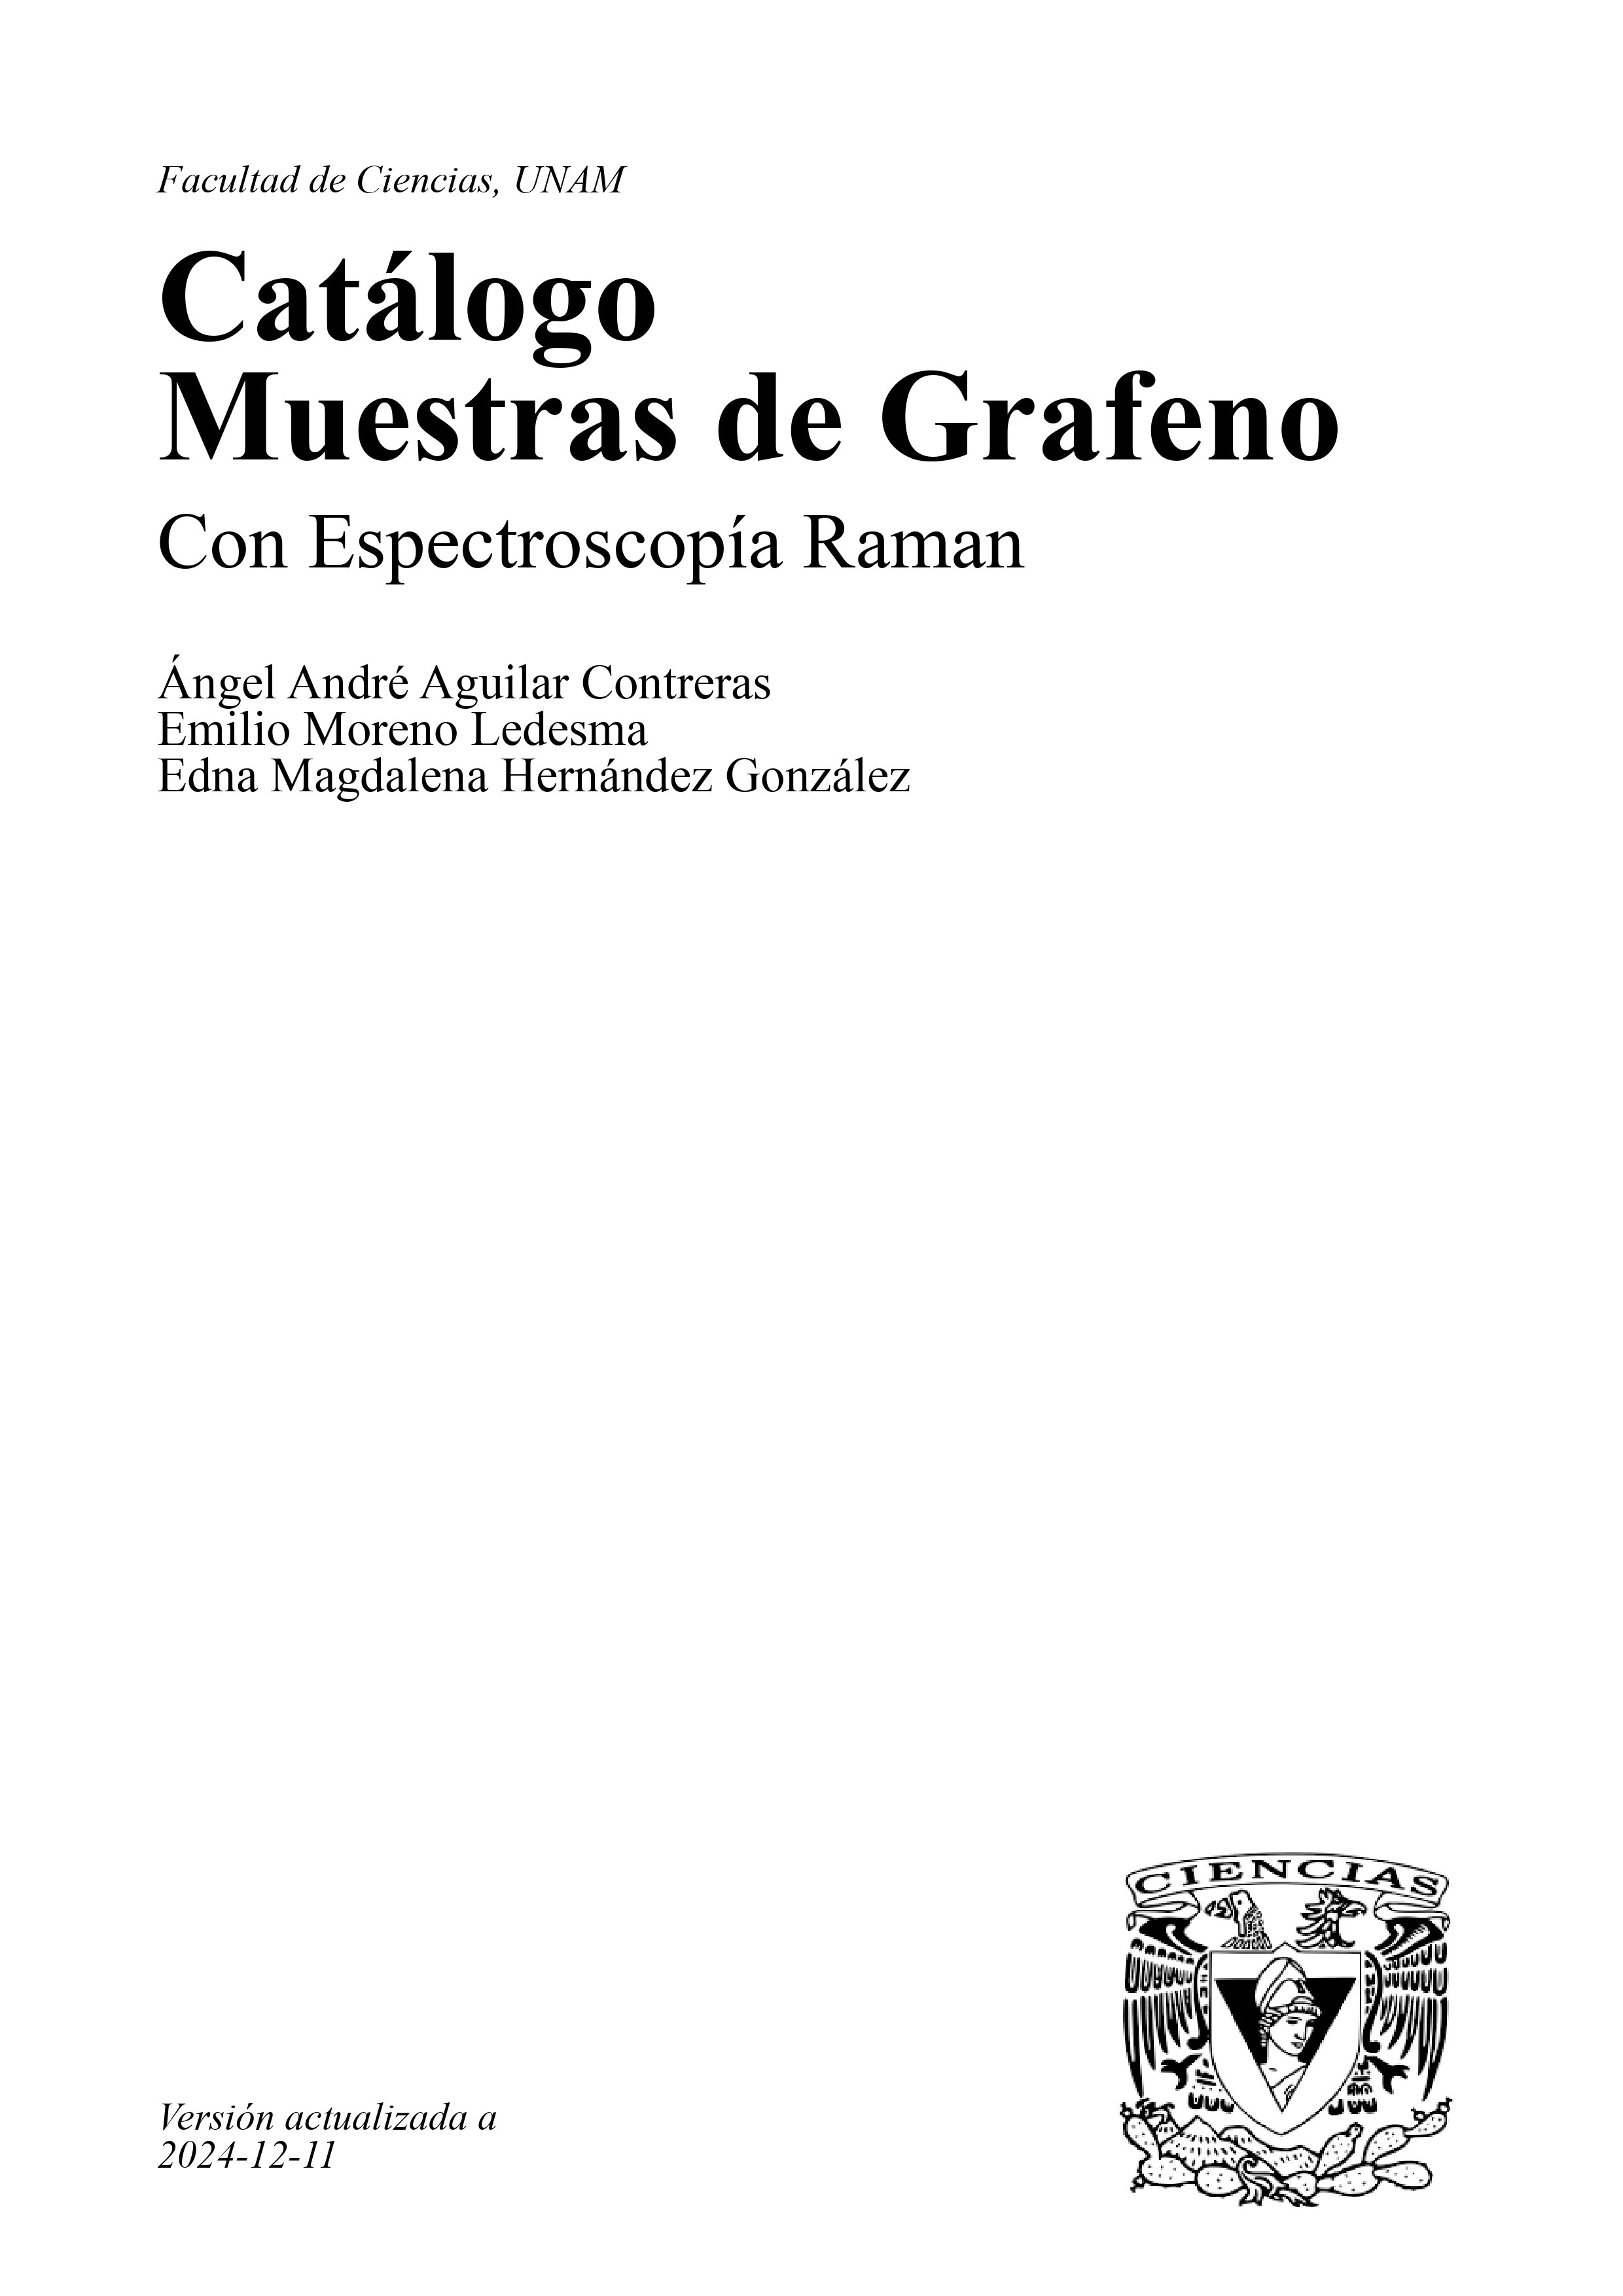 Facultad de Ciencias, UNAM
Catálogo
Muestras de Grafeno
Con Espectroscopía Raman
Ángel André Aguilar Contreras
Emilio Moreno Ledesma
Edna Magdalena Hernández González
CIENCIAS
Versión actualizada a
2024-12-11